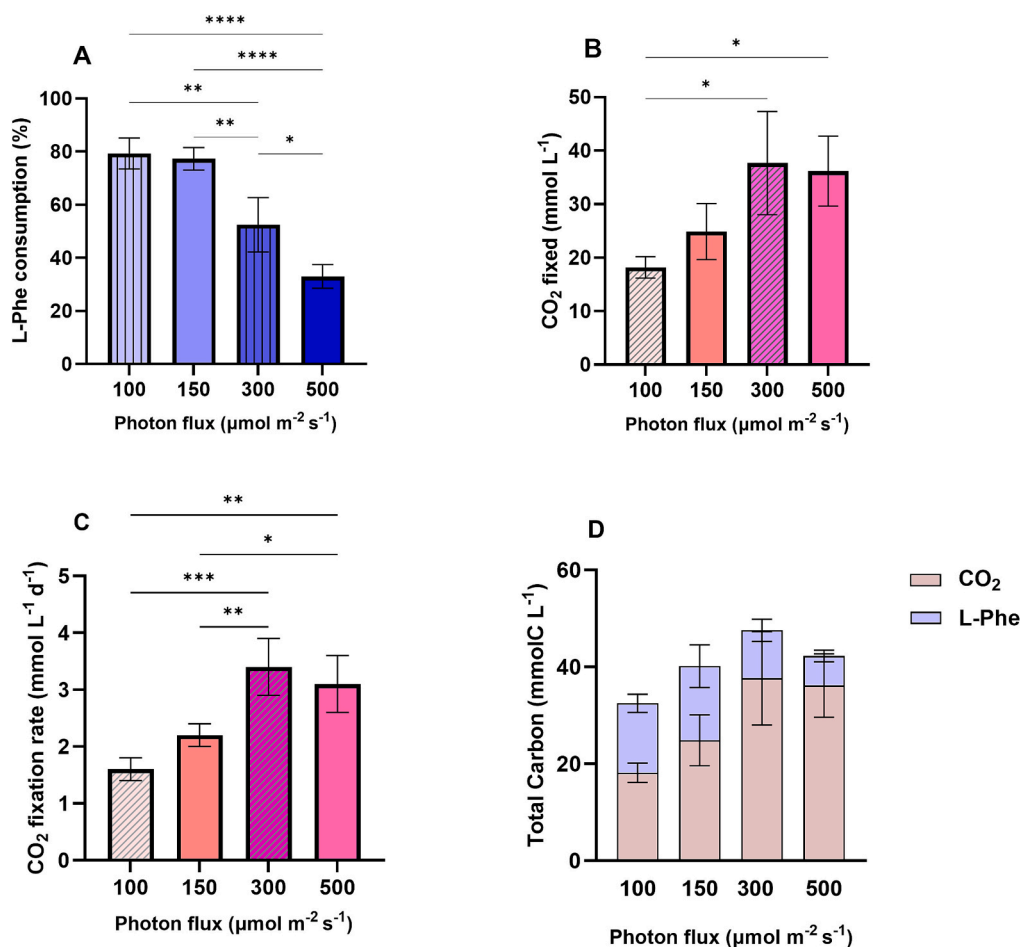 A
****
****
**
**
*
L-Phe consumption (%)
100
80
60
40
20
0
100 150 300 500
Photon flux (µmol m⁻² s⁻¹)
B
*
*
CO₂ fixed (mmol L⁻¹)
50
40
30
20
10
0
100 150 300 500
Photon flux (µmol m⁻² s⁻¹)
C
**
*
***
**
CO₂ fixation rate (mmol L⁻¹ d⁻¹)
5
4
3
2
1
0
100 150 300 500
Photon flux (µmol m⁻² s⁻¹)
D
Total Carbon (mmolC L⁻¹)
60
40
20
0
100 150 300 500
Photon flux (µmol m⁻² s⁻¹)
CO₂
L-Phe